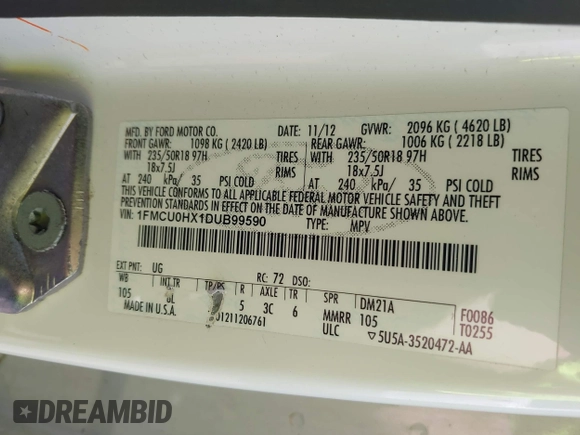 MFD. BY FORD MOTOR CO. DATE: 11/12 GVWR: 2096 KG ( 4620 LB)
FRONT GAWR: 1098 KG ( 2420 LB) REAR GAWR: 1006 KG ( 2218 LB)
WITH 235/50R18 97H TIRES WITH 235/50R18 97H TIRES
18x7.5J RIMS 18x7.5J RIMS
AT 240 kPa/ 35 PSI COLD AT 240 kPa/ 35 PSI COLD
THIS VEHICLE CONFORMS TO ALL APPLICABLE FEDERAL MOTOR VEHICLE SAFETY AND THEFT
PREVENTION STANDARDS IN EFFECT ON THE DATE OF MANUFACTURE SHOWN ABOVE.
VIN: 1FMCU0HX1DUB99590 TYPE: MPV
EXT PNT: UG RC: 72 DSO:
WB INT TR TP/PS R AXLE TR SPR DM21A F0086
105 5 3C 6 MMRR 105 T0255
MADE IN U.S.A. 01211206761 ULC ▽5U5A-3520472-AA
DREAMBID